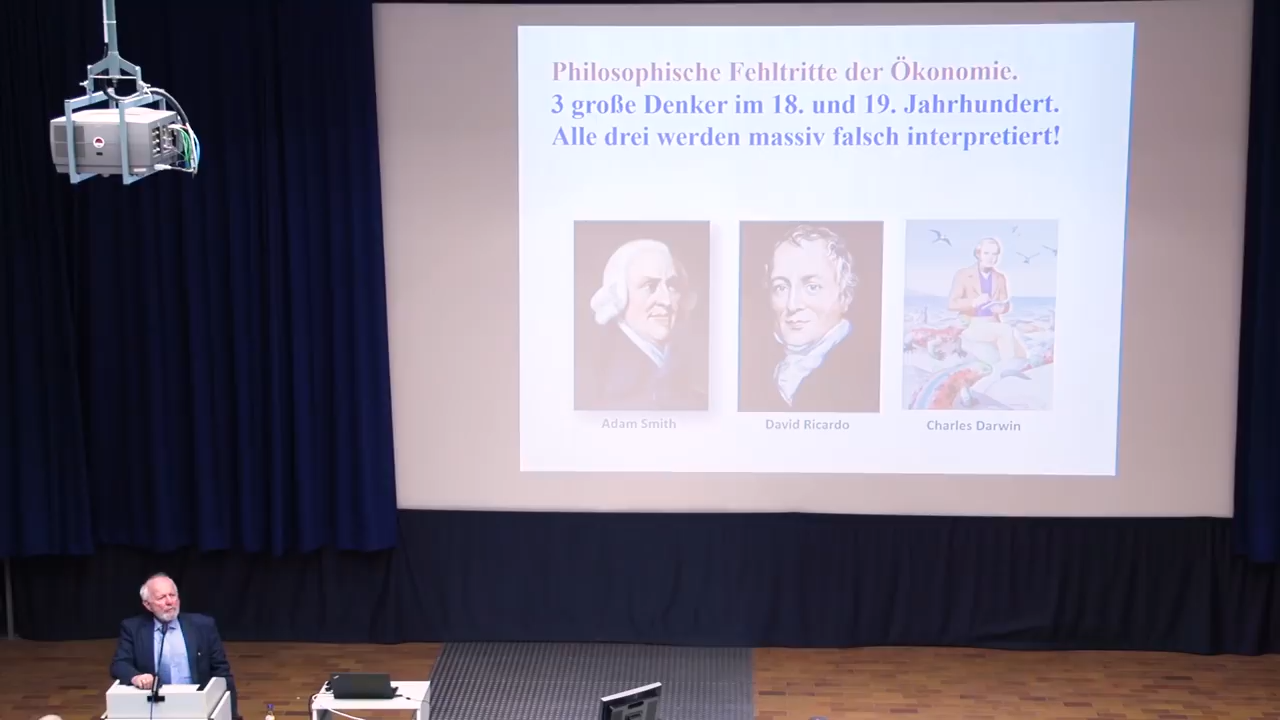 Philosophische Fehltritte der Ökonomie.
3 große Denker im 18. und 19. Jahrhundert.
Alle drei werden massiv falsch interpretiert!
Adam Smith
David Ricardo
Charles Darwin